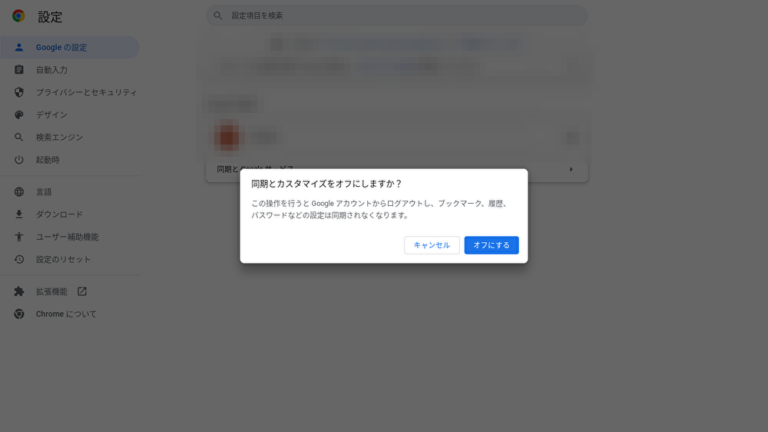 設定
設定項目を検索
Google の設定
自動入力
プライバシーとセキュリティ
デザイン
検索エンジン
起動時
言語
ダウンロード
ユーザー補助機能
設定のリセット
拡張機能
Chrome について
同期と Google サービス
同期とカスタマイズをオフにしますか？
この操作を行うと Google アカウントからログアウトし、ブックマーク、履歴、
パスワードなどの設定は同期されなくなります。
キャンセル
オフにする